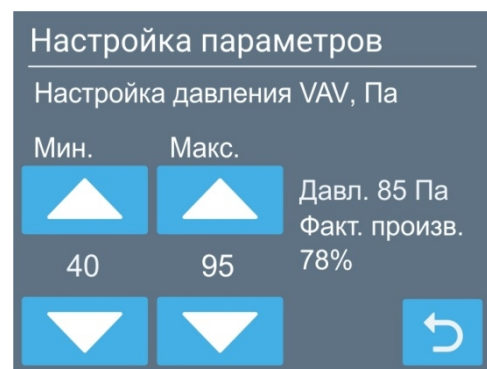 Настройка параметров
Настройка давления VAV, Па
Мин. Макс.
Давл. 85 Па
Факт. произв.
78%
40 95